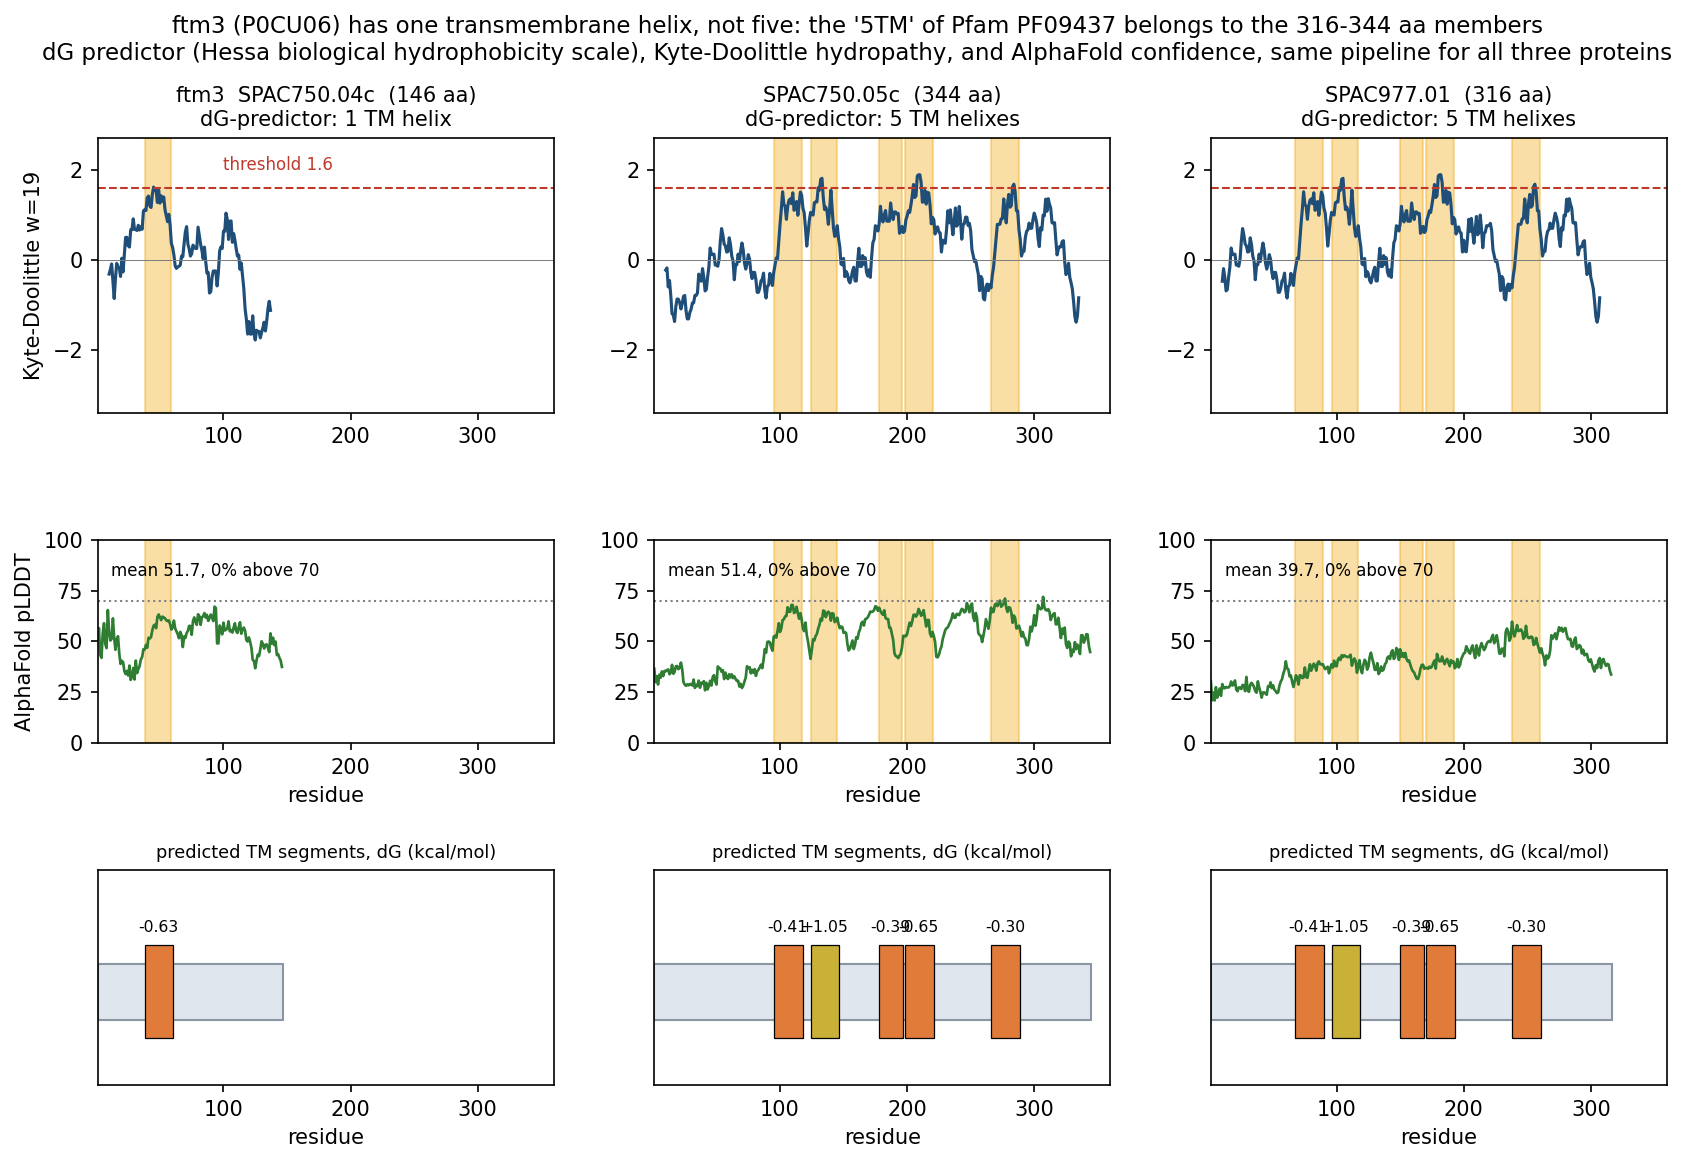 ftm3 (P0CU06) has one transmembrane helix, not five: the '5TM' of Pfam PF09437 belongs to the 316-344 aa members
dG predictor (Hessa biological hydrophobicity scale), Kyte-Doolittle hydropathy, and AlphaFold confidence, same pipeline for all three proteins
ftm3 SPAC750.04c (146 aa)
dG-predictor: 1 TM helix
SPAC750.05c (344 aa)
dG-predictor: 5 TM helixes
SPAC977.01 (316 aa)
dG-predictor: 5 TM helixes
Kyte-Doolittle w=19
2
0
−2
threshold 1.6
100 200 300
2
0
−2
100 200 300
2
0
−2
100 200 300
AlphaFold pLDDT
100
75
50
25
0
mean 51.7, 0% above 70
100 200 300
residue
100
75
50
25
0
mean 51.4, 0% above 70
100 200 300
residue
100
75
50
25
0
mean 39.7, 0% above 70
100 200 300
residue
predicted TM segments, dG (kcal/mol)
-0.63
100 200 300
residue
predicted TM segments, dG (kcal/mol)
-0.41 +1.05 -0.39 -0.65 -0.30
100 200 300
residue
predicted TM segments, dG (kcal/mol)
-0.41 +1.05 -0.39 -0.65 -0.30
100 200 300
residue